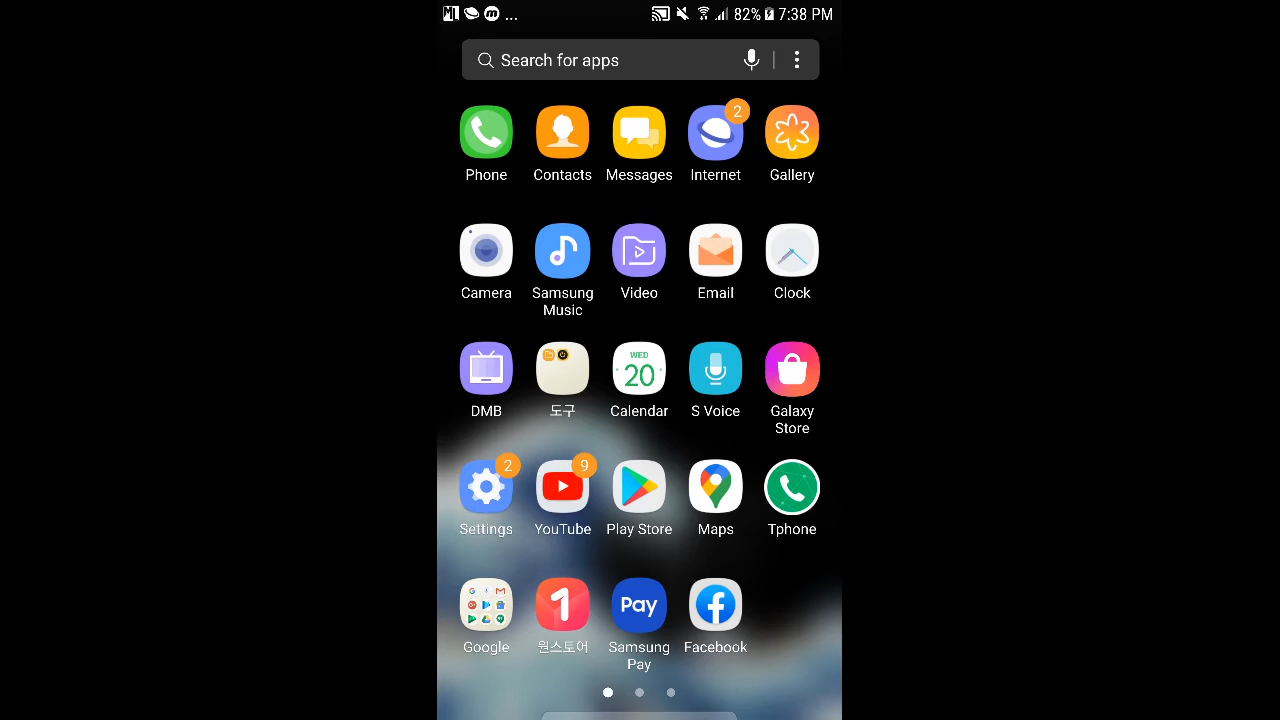 ... 82% 7:38 PM
Search for apps
2
Phone Contacts Messages Internet Gallery
Camera Samsung Music Video Email Clock
WED
20
DMB 도구 Calendar S Voice Galaxy Store
2 9
Settings YouTube Play Store Maps Tphone
1 Pay
Google 원스토어 Samsung Pay Facebook